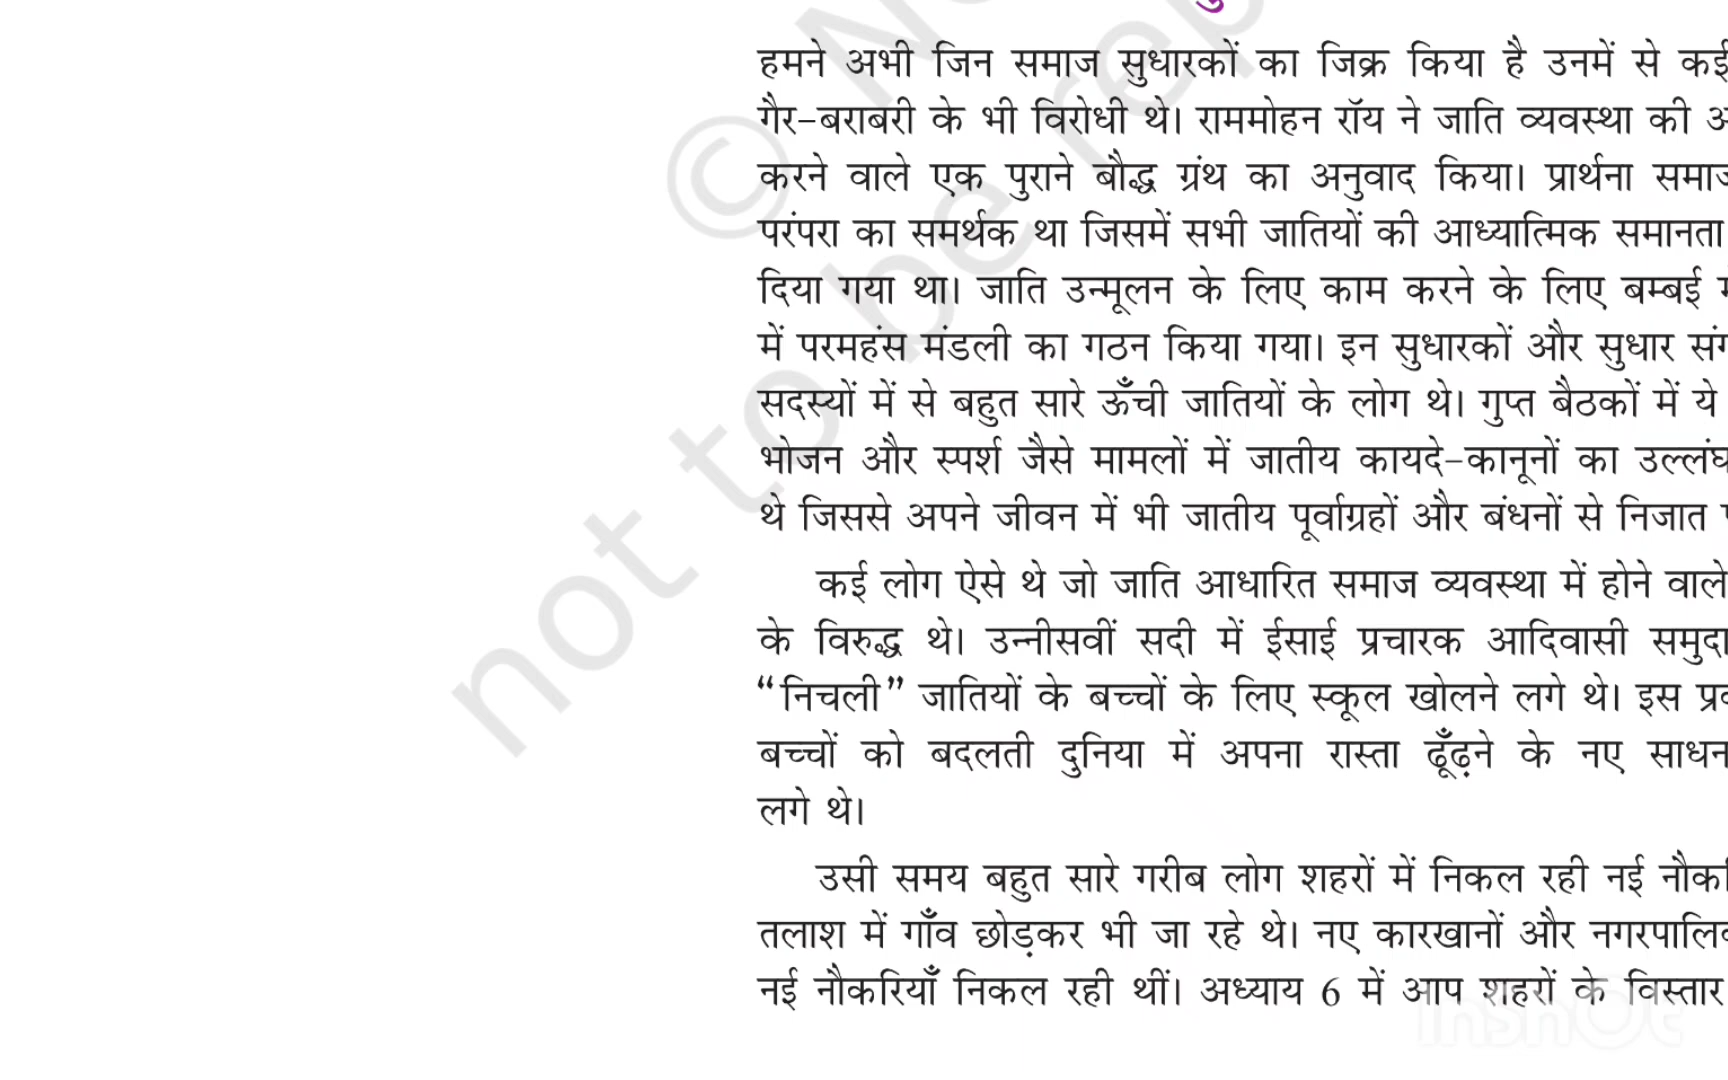 हमने अभी जिन समाज सुधारकों का जिक्र किया है उनमें से कई
गैर-बराबरी के भी विरोधी थे। राममोहन रॉय ने जाति व्यवस्था की
करने वाले एक पुराने बौद्ध ग्रंथ का अनुवाद किया। प्रार्थना
परंपरा का समर्थक था जिसमें सभी जातियों की आध्यात्मिक समानता
दिया गया था। जाति उन्मूलन के लिए काम करने के लिए बम्बई
में परमहंस मंडली का गठन किया गया। इन सुधारकों और सुधार
सदस्यों में से बहुत सारे ऊँची जातियों के लोग थे। गुप्त बैठकों में ये
भोजन और स्पर्श जैसे मामलों में जातीय कायदे-कानूनों का
थे जिससे अपने जीवन में भी जातीय पूर्वाग्रहों और बंधनों से निजात
कई लोग ऐसे थे जो जाति आधारित समाज व्यवस्था में होने वाले
के विरुद्ध थे। उन्नीसवीं सदी में ईसाई प्रचारक आदिवासी
“निचली” जातियों के बच्चों के लिए स्कूल खोलने लगे थे। इस
बच्चों को बदलती दुनिया में अपना रास्ता ढूँढ़ने के नए साधन
लगे थे।
उसी समय बहुत सारे गरीब लोग शहरों में निकल रही नई
तलाश में गाँव छोड़कर भी जा रहे थे। नए कारखानों और
नई नौकरियाँ निकल रही थीं। अध्याय 6 में आप शहरों के विस्तार
© 
not to be
InShOt